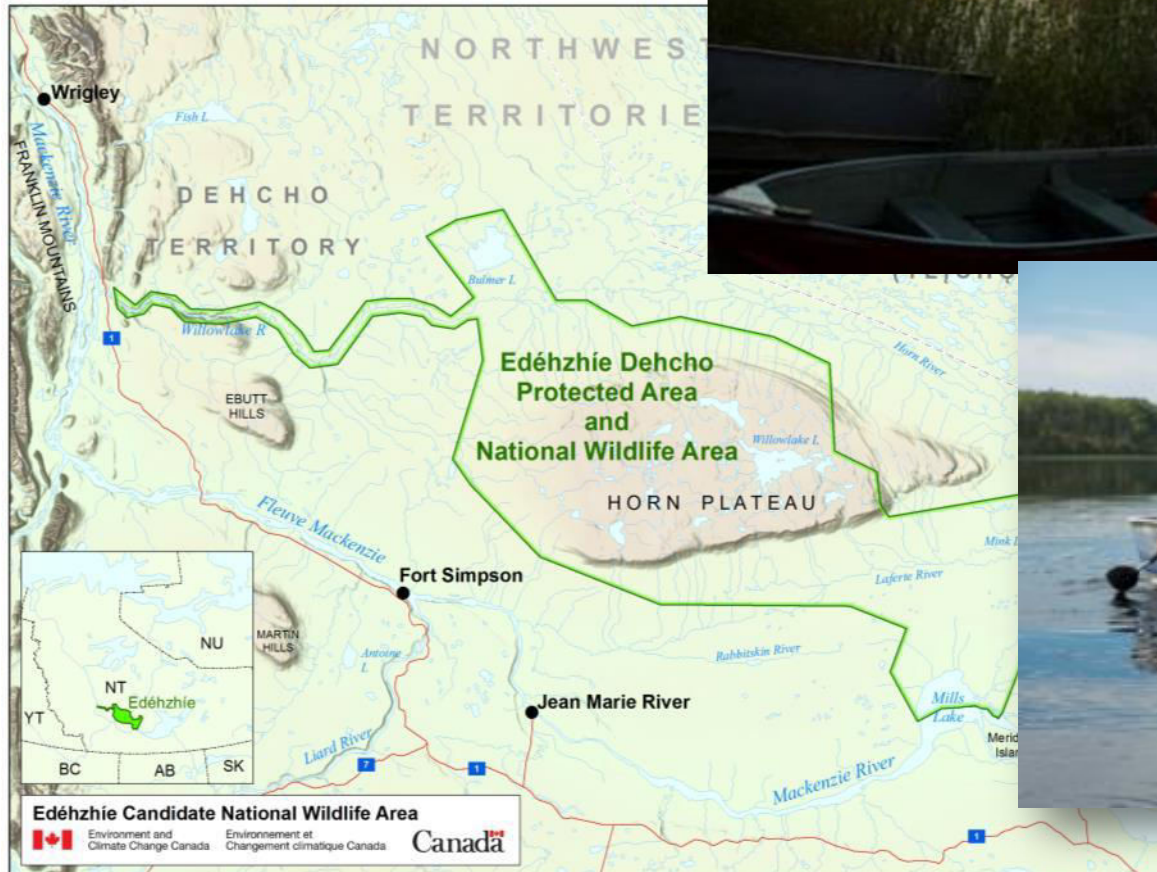 NORTHWEST
TERRITORIE
Wrigley
Fish L
Mackenzie River
FRANKLIN MOUNTAINS
DEHCHO
TERRITORY
Bulmer L
Willowlake R
1
Horn River
Edéhzhíe Dehcho
Protected Area
and
National Wildlife Area
EBUTT
HILLS
Willowlake L
HORN PLATEAU
Mink L
Fleuve Mackenzie
Laferte River
Fort Simpson
MARTIN
HILLS
Antoine
L
Rabbitskin River
Jean Marie River
Mills
Lake
Liard River
7
1
Mackenzie River
1
NU
NT
Edéhzhíe
YT
BC
AB
SK
Edéhzhíe Candidate National Wildlife Area
Environment and
Climate Change Canada
Environnement et
Changement climatique Canada
Canada